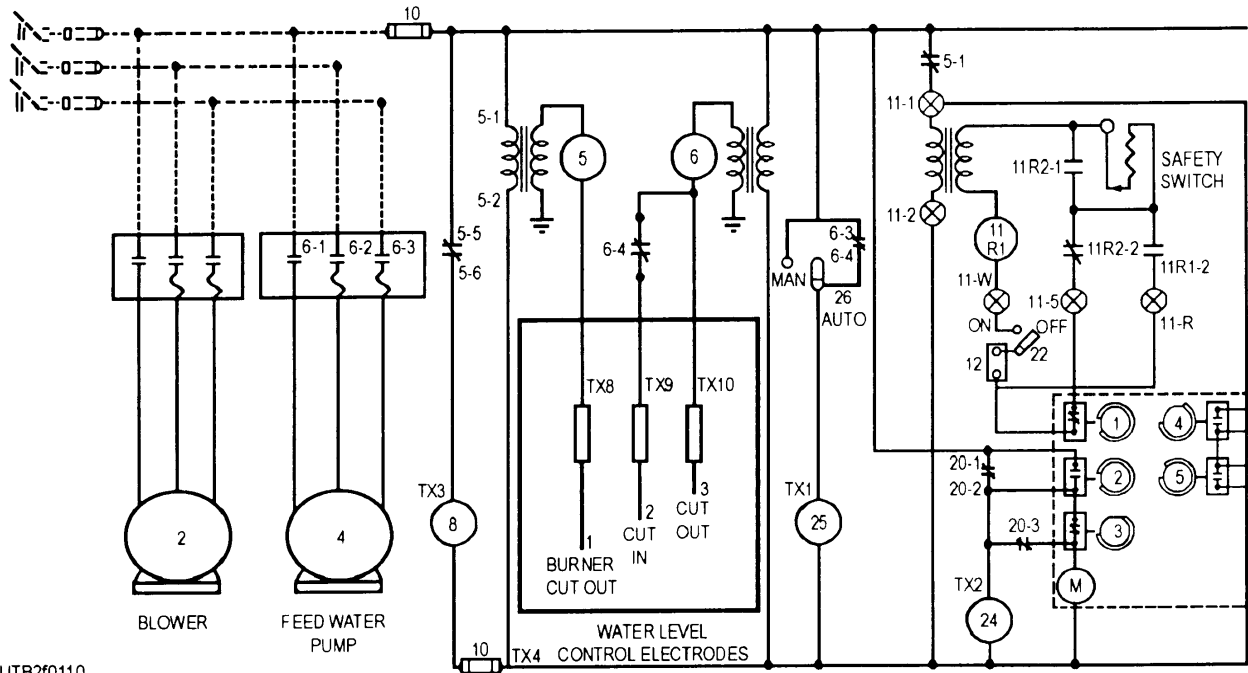 10
5-1
11-1
5-1
6
5
11R2-1
SAFETY
SWITCH
5-2
11-2
6-1
6-2
6-3
5-5
5-6
6-4
6-3
6-4
MAN
26
AUTO
11
R1
11R2-2
11R1-2
11-W
11-5
11-R
ON
OFF
12
22
TX8
TX9
TX10
1
4
20-1
20-2
2
5
TX3
8
3
CUT
OUT
2
CUT
IN
1
BURNER
CUT OUT
TX1
25
20-3
3
2
4
TX2
24
M
BLOWER
FEED WATER
PUMP
WATER LEVEL
CONTROL ELECTRODES
10
TX4